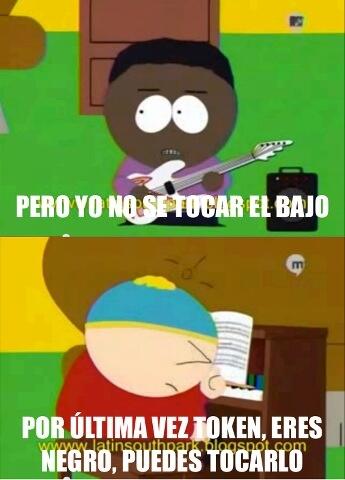 PERO YO NO SE TOCAR EL BAJO
POR ÚLTIMA VEZ TOKEN, ERES
www.latinsouthpark.blogspot.com
NEGRO, PUEDES TOCARLO